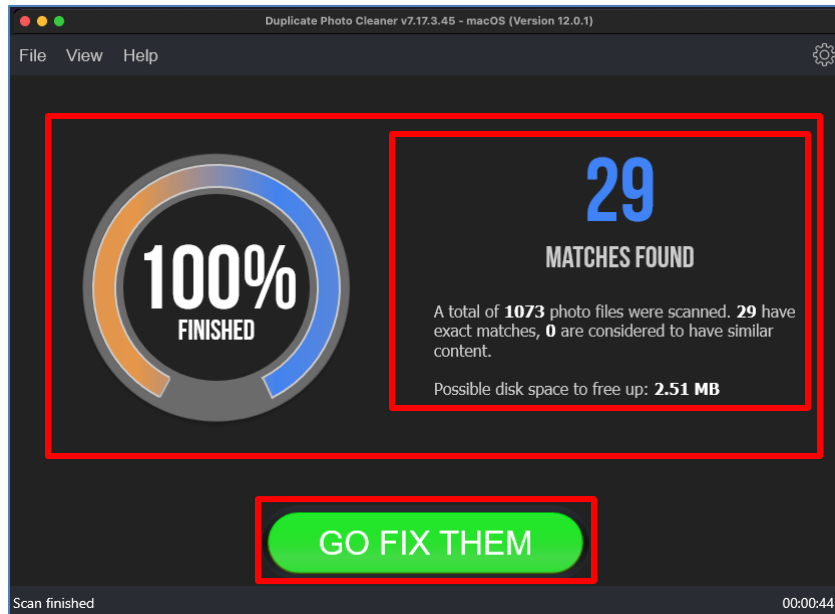 Duplicate Photo Cleaner v7.17.3.45 - macOS (Version 12.0.1)
File View Help
100%
FINISHED
29
MATCHES FOUND
A total of 1073 photo files were scanned. 29 have
exact matches, 0 are considered to have similar
content.
Possible disk space to free up: 2.51 MB
GO FIX THEM
Scan finished 00:00:44